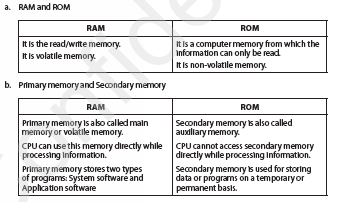 a. RAM and ROM
RAM
ROM
It is the read/write memory.
It is volatile memory.
It is a computer memory from which the
information can only be read.
It is non-volatile memory.
b. Primary memory and Secondary memory
RAM
ROM
Primary memory is also called main
memory or volatile memory.
Secondary memory is also called
auxiliary memory.
CPU can use this memory directly while
processing information.
CPU cannot access secondary memory
directly while processing information.
Primary memory stores two types
of programs: System software and
Application software
Secondary memory is used for storing
data or programs on a temporary or
permanent basis.